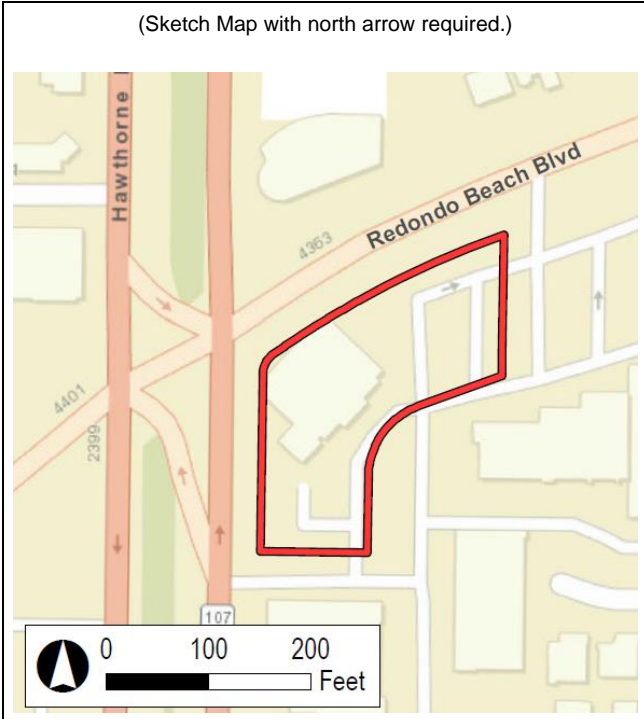 (Sketch Map with north arrow required.)
Hawthorne
Redondo Beach Blvd
4363
4401
2399
107
0 100 200
Feet